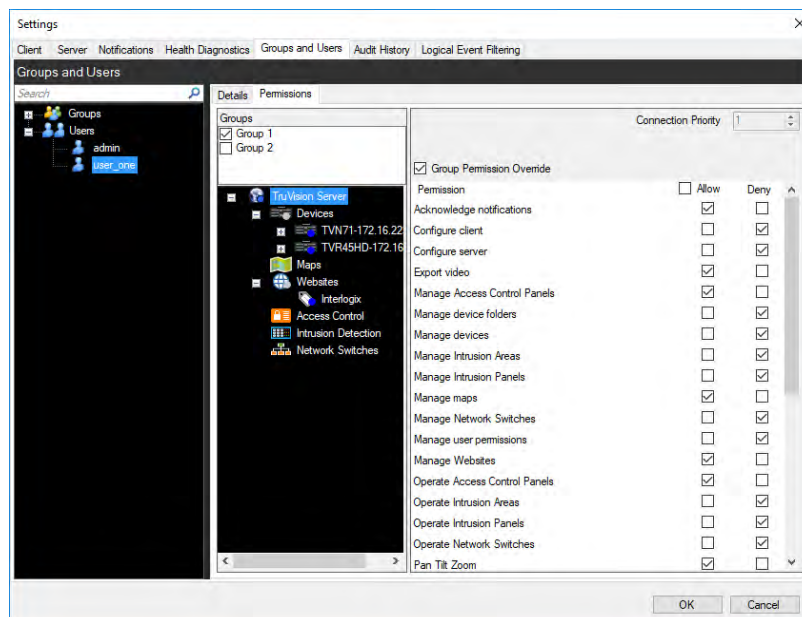 Settings
Client Server Notifications Health Diagnostics Groups and Users Audit History Logical Event Filtering
Groups and Users
Search
Groups
Users
admin
user_one
Details Permissions
Groups
Group 1
Group 2
TruVision Server
Devices
TVN71-172.16.22
TVR45HD-172.16
Maps
Websites
Interlogix
Access Control
Intrusion Detection
Network Switches
Connection Priority 1
Group Permission Override
Permission Allow Deny
Acknowledge notifications
Configure client
Configure server
Export video
Manage Access Control Panels
Manage device folders
Manage devices
Manage Intrusion Areas
Manage Intrusion Panels
Manage maps
Manage Network Switches
Manage user permissions
Manage Websites
Operate Access Control Panels
Operate Intrusion Areas
Operate Intrusion Panels
Operate Network Switches
Pan Tilt Zoom
OK Cancel